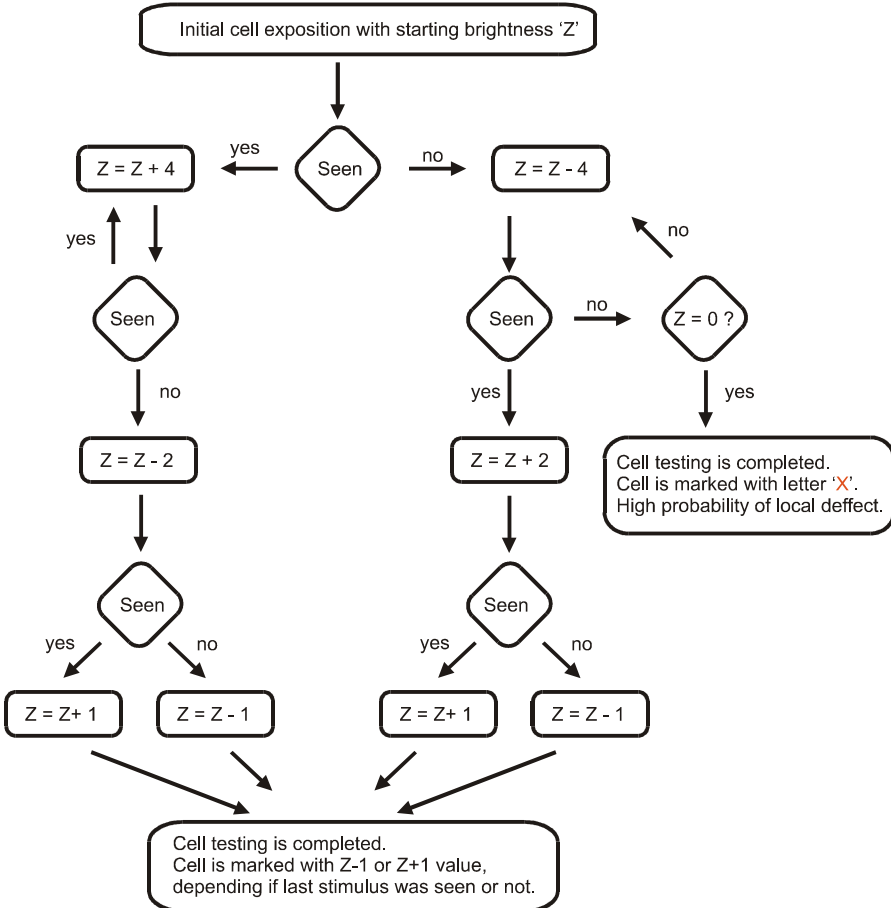 Initial cell exposition with starting brightness ‘Z’
Seen
yes
no
Z = Z + 4
Z = Z - 4
yes
no
Seen
Seen
no
Z = 0 ?
no
yes
yes
Z = Z - 2
Z = Z + 2
Cell testing is completed.
Cell is marked with letter ‘X’.
High probability of local deffect.
Seen
Seen
yes
no
yes
no
Z = Z+ 1
Z = Z - 1
Z = Z+ 1
Z = Z - 1
Cell testing is completed.
Cell is marked with Z-1 or Z+1 value,
depending if last stimulus was seen or not.